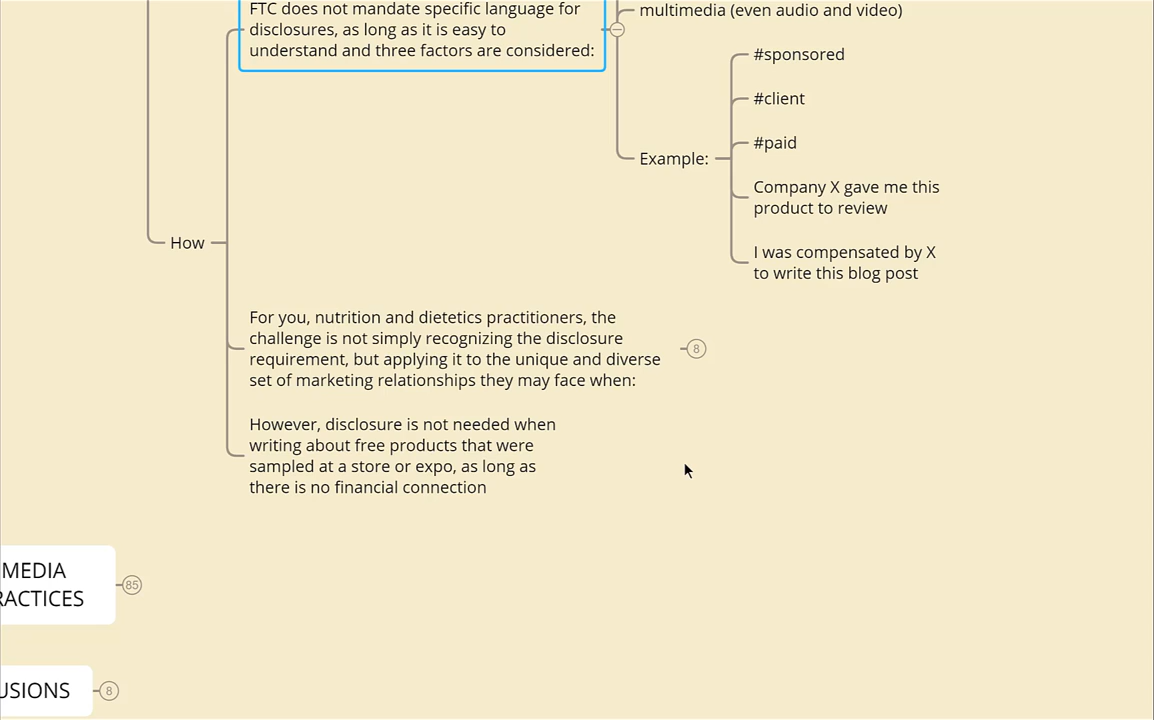 FTC does not mandate specific language for
disclosures, as long as it is easy to
understand and three factors are considered:
multimedia (even audio and video)
Example:
#sponsored
#client
#paid
Company X gave me this
product to review
I was compensated by X
to write this blog post
How
For you, nutrition and dietetics practitioners, the
challenge is not simply recognizing the disclosure
requirement, but applying it to the unique and diverse
set of marketing relationships they may face when:
8
However, disclosure is not needed when
writing about free products that were
sampled at a store or expo, as long as
there is no financial connection
MEDIA
RACTICES
85
USIONS
8